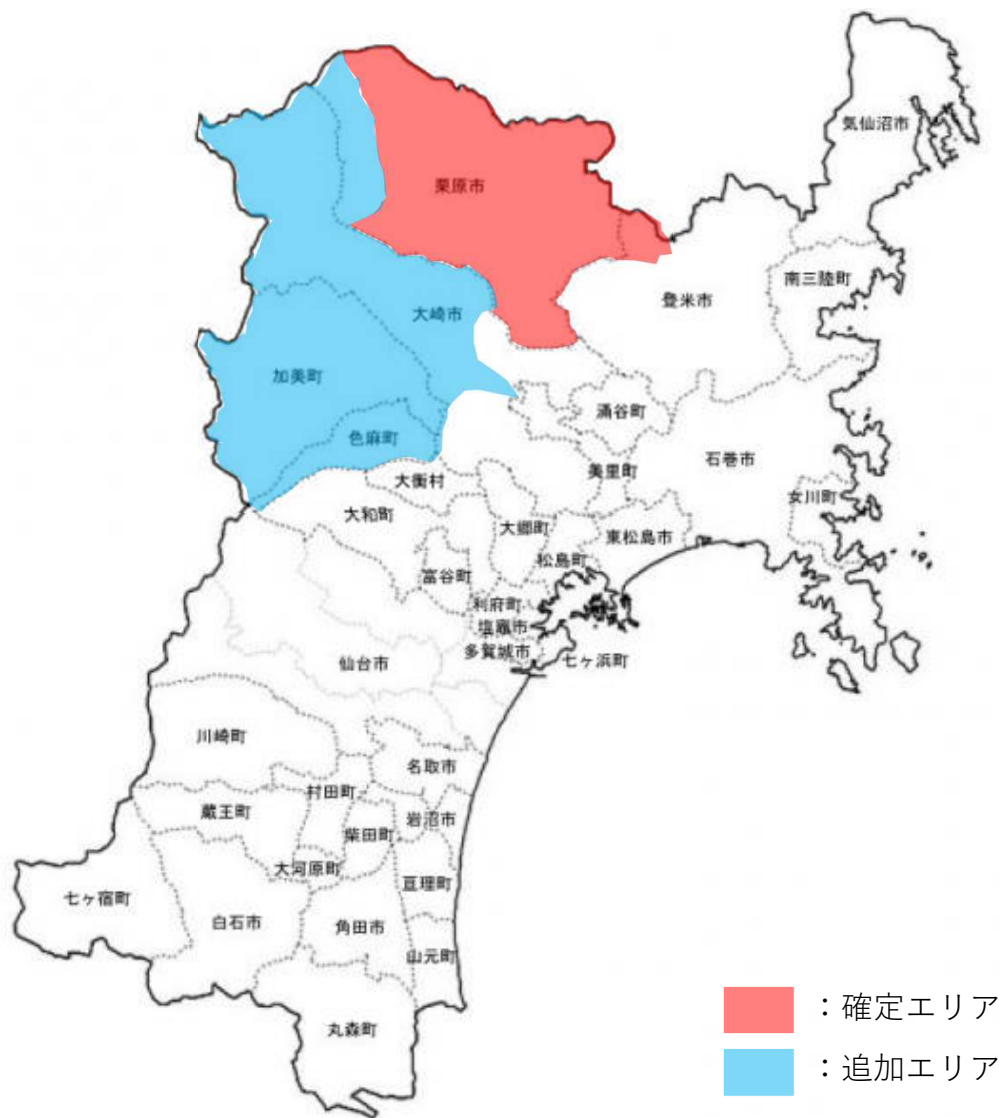 気仙沼市
栗原市
南三陸町
登米市
大崎市
加美町
涌谷町
色麻町
石巻市
美里町
大衡村
女川町
大和町
大郷町
東松島市
松島町
富谷町
利府町
塩竈市
多賀城市
七ヶ浜町
仙台市
川崎町
名取市
村田町
蔵王町
岩沼市
柴田町
大河原町
亘理町
七ヶ宿町
白石市
角田市
山元町
丸森町
：確定エリア
：追加エリア